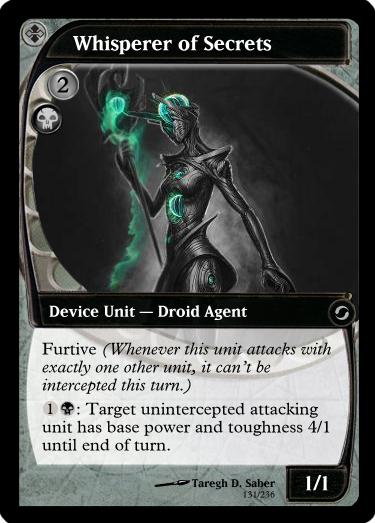 Whisperer of Secrets
2
Device Unit — Droid Agent
Furtive (Whenever this unit attacks with
exactly one other unit, it can't be
intercepted this turn.)
1 : Target unintercepted attacking
unit has base power and toughness 4/1
until end of turn.
Taregh D. Saber
131/236
1/1